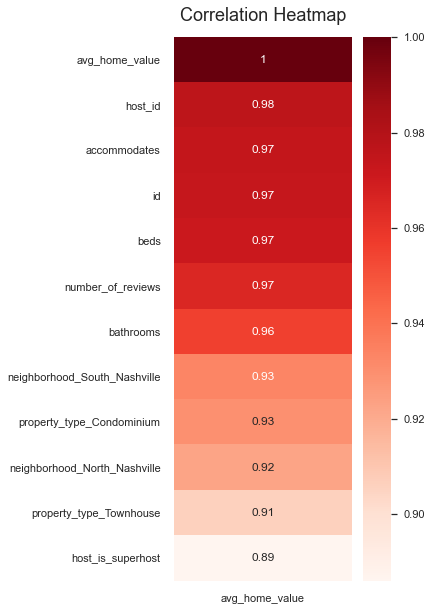 Correlation Heatmap
avg_home_value 1
host_id 0.98
accommodates 0.97
id 0.97
beds 0.97
number_of_reviews 0.97
bathrooms 0.96
neighborhood_South_Nashville 0.93
property_type_Condominium 0.93
neighborhood_North_Nashville 0.92
property_type_Townhouse 0.91
host_is_superhost 0.89
avg_home_value
1.00
0.98
0.96
0.94
0.92
0.90